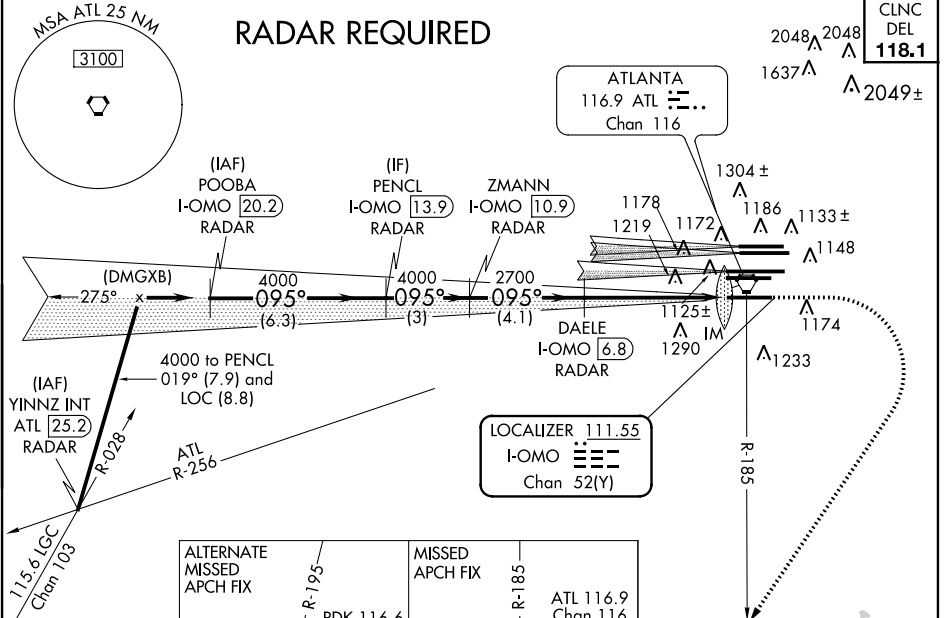 MSA ATL 25 NM
3100
RADAR REQUIRED
CLNC
DEL
118.1
2048
2048
1637
2049±
ATLANTA
116.9 ATL
Chan 116
(IAF)
POOBA
I-OMO 20.2
RADAR
(IF)
PENCL
I-OMO 13.9
RADAR
ZMANN
I-OMO 10.9
RADAR
1304 ±
1178
1219
1172
1186
1133 ±
1148
(DMGXB)
275°
x
4000
095°
(6.3)
4000
095°
(3)
2700
095°
(4.1)
DAELE
I-OMO 6.8
RADAR
1125±
1290
IM
1174
1233
4000 to PENCL
019° (7.9) and
LOC (8.8)
(IAF)
YINNZ INT
ATL 25.2
RADAR
R-028
ATL
R-256
115.6 LGC
Chan 103
LOCALIZER 111.55
I-OMO
Chan 52(Y)
R-185
ALTERNATE
MISSED
APCH FIX
R-195
PDK 116.6
MISSED
APCH FIX
R-185
ATL 116.9
Chan 116